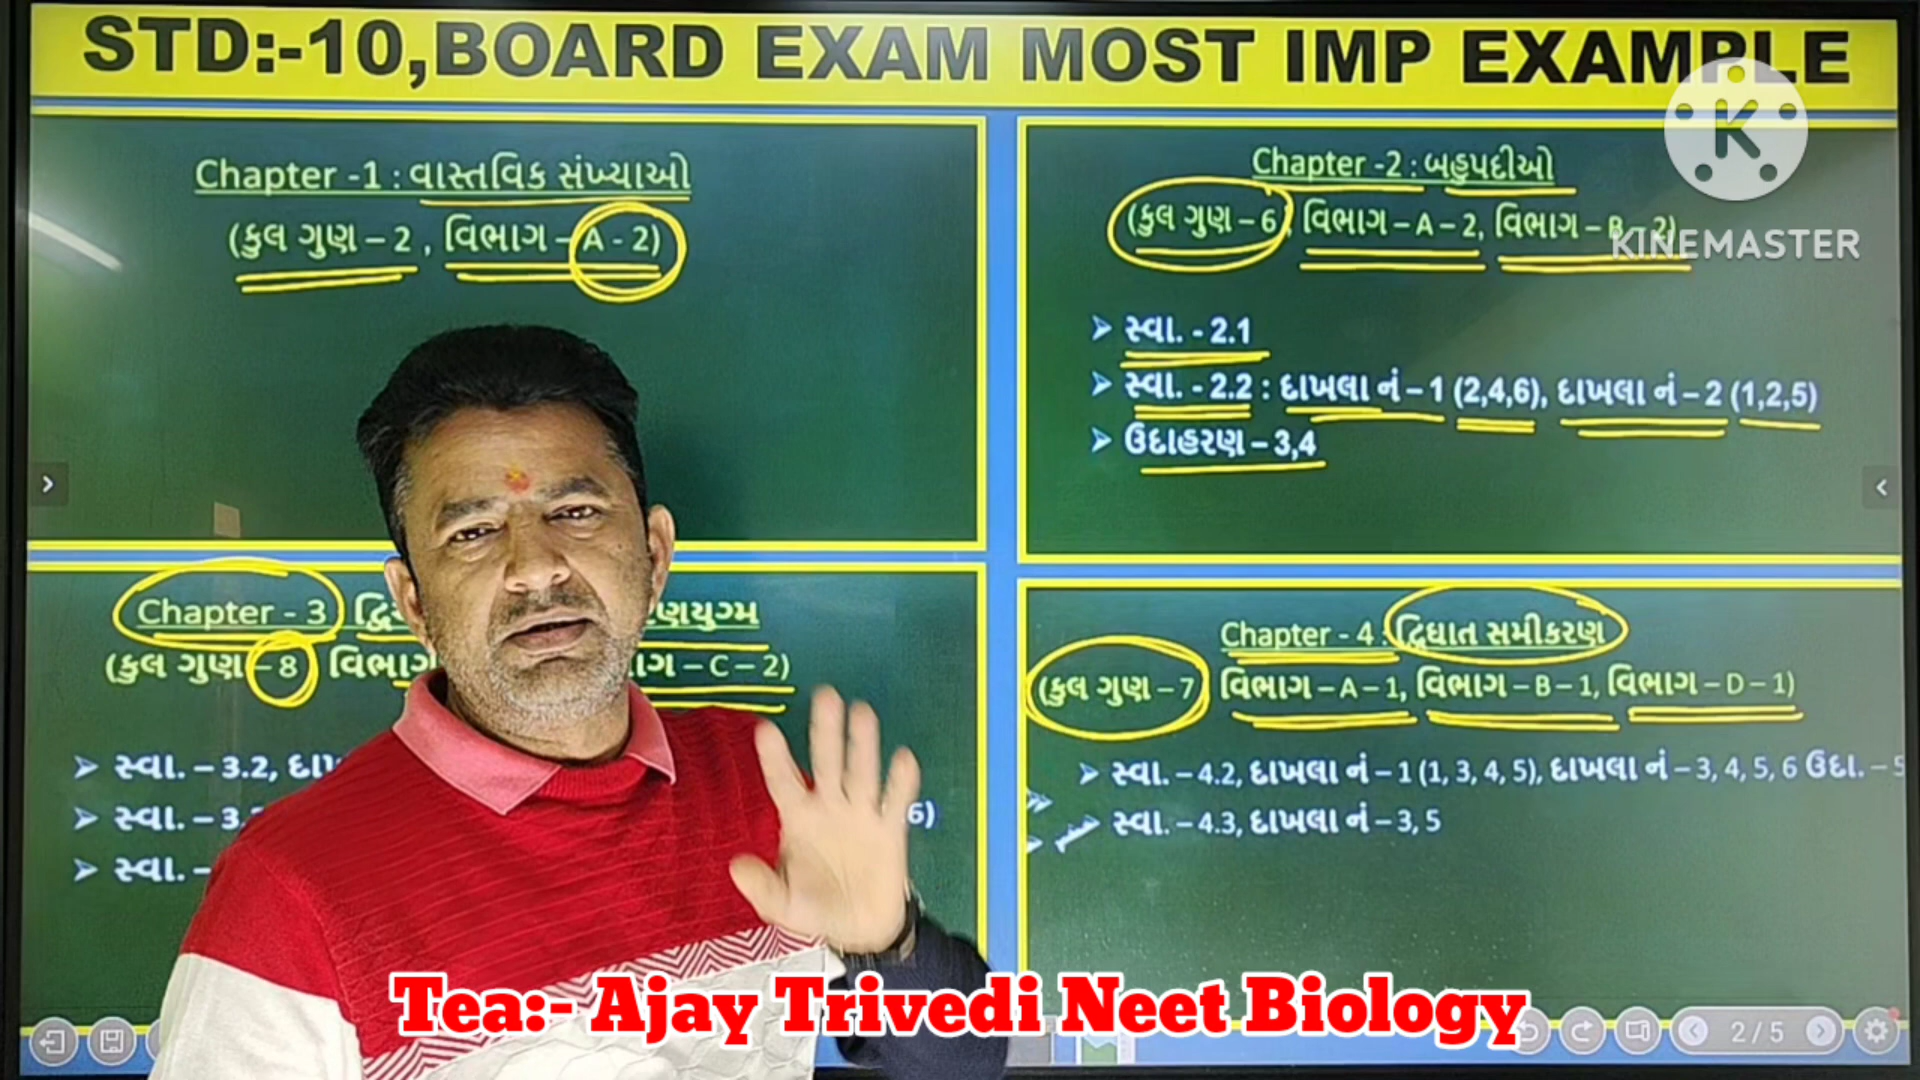 STD:-10,BOARD EXAM MOST IMP EXAMPLE
Chapter -1 : વાસ્તવિક સંખ્યાઓ
(કુલ ગુણ – 2 , વિભાગ – A - 2)
Chapter -2 : બહુપદીઓ
(કુલ ગુણ – 6, વિભાગ – A – 2, વિભાગ – B – 2)
➤ સ્વા. - 2.1
➤ સ્વા. - 2.2 : દાખલા નં – 1 (2,4,6), દાખલા નં – 2 (1,2,5)
➤ ઉદાહરણ – 3,4
Chapter - 3
(કુલ ગુણ – 8 વિભાગ – C – 2)
➤ સ્વા. – 3.2,
➤ સ્વા. – 3. 6)
➤ સ્વા. –
Chapter - 4 : દ્વિઘાત સમીકરણ
(કુલ ગુણ – 7, વિભાગ – A – 1, વિભાગ – B – 1, વિભાગ – D – 1)
➤ સ્વા. – 4.2, દાખલા નં – 1 (1, 3, 4, 5), દાખલા નં – 3, 4, 5, 6 ઉદા. – 5
➤ સ્વા. – 4.3, દાખલા નં – 3, 5
K
KINEMASTER
Tea:- Ajay Trivedi Neet Biology
2/5